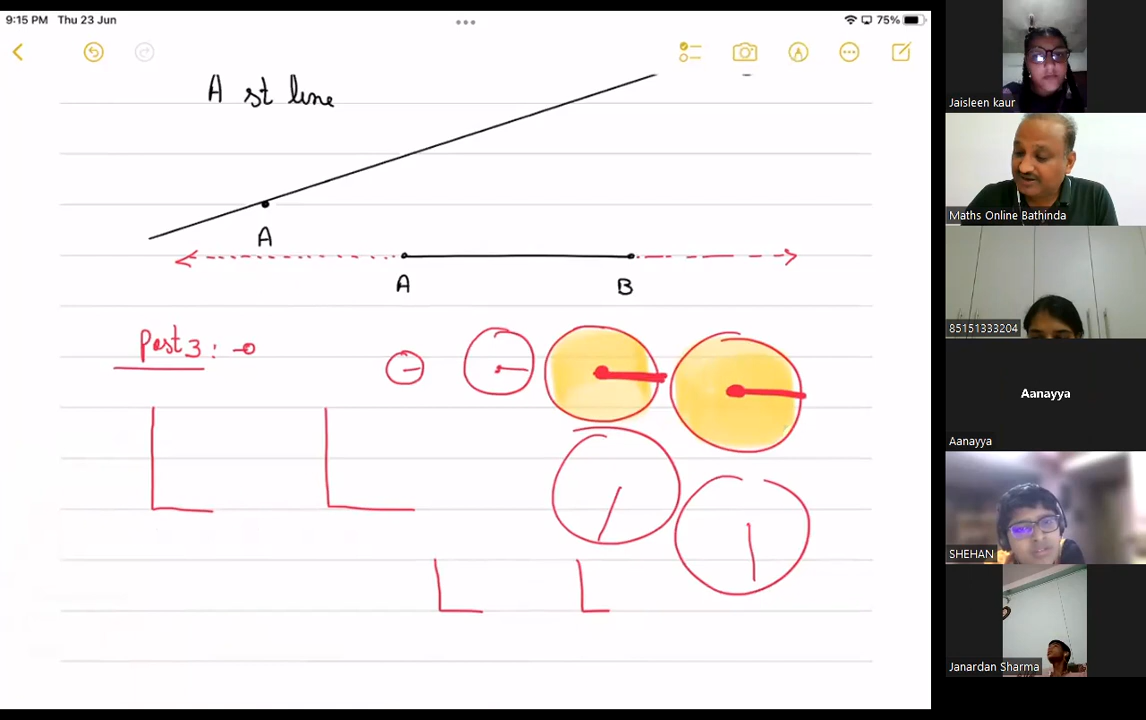 9:15 PM Thu 23 Jun
75%
A st line
A
A
B
Post 3 : -
Jaisleen kaur
Maths Online Bathinda
85151333204
Aanayya
Aanayya
SHEHAN
Janardan Sharma